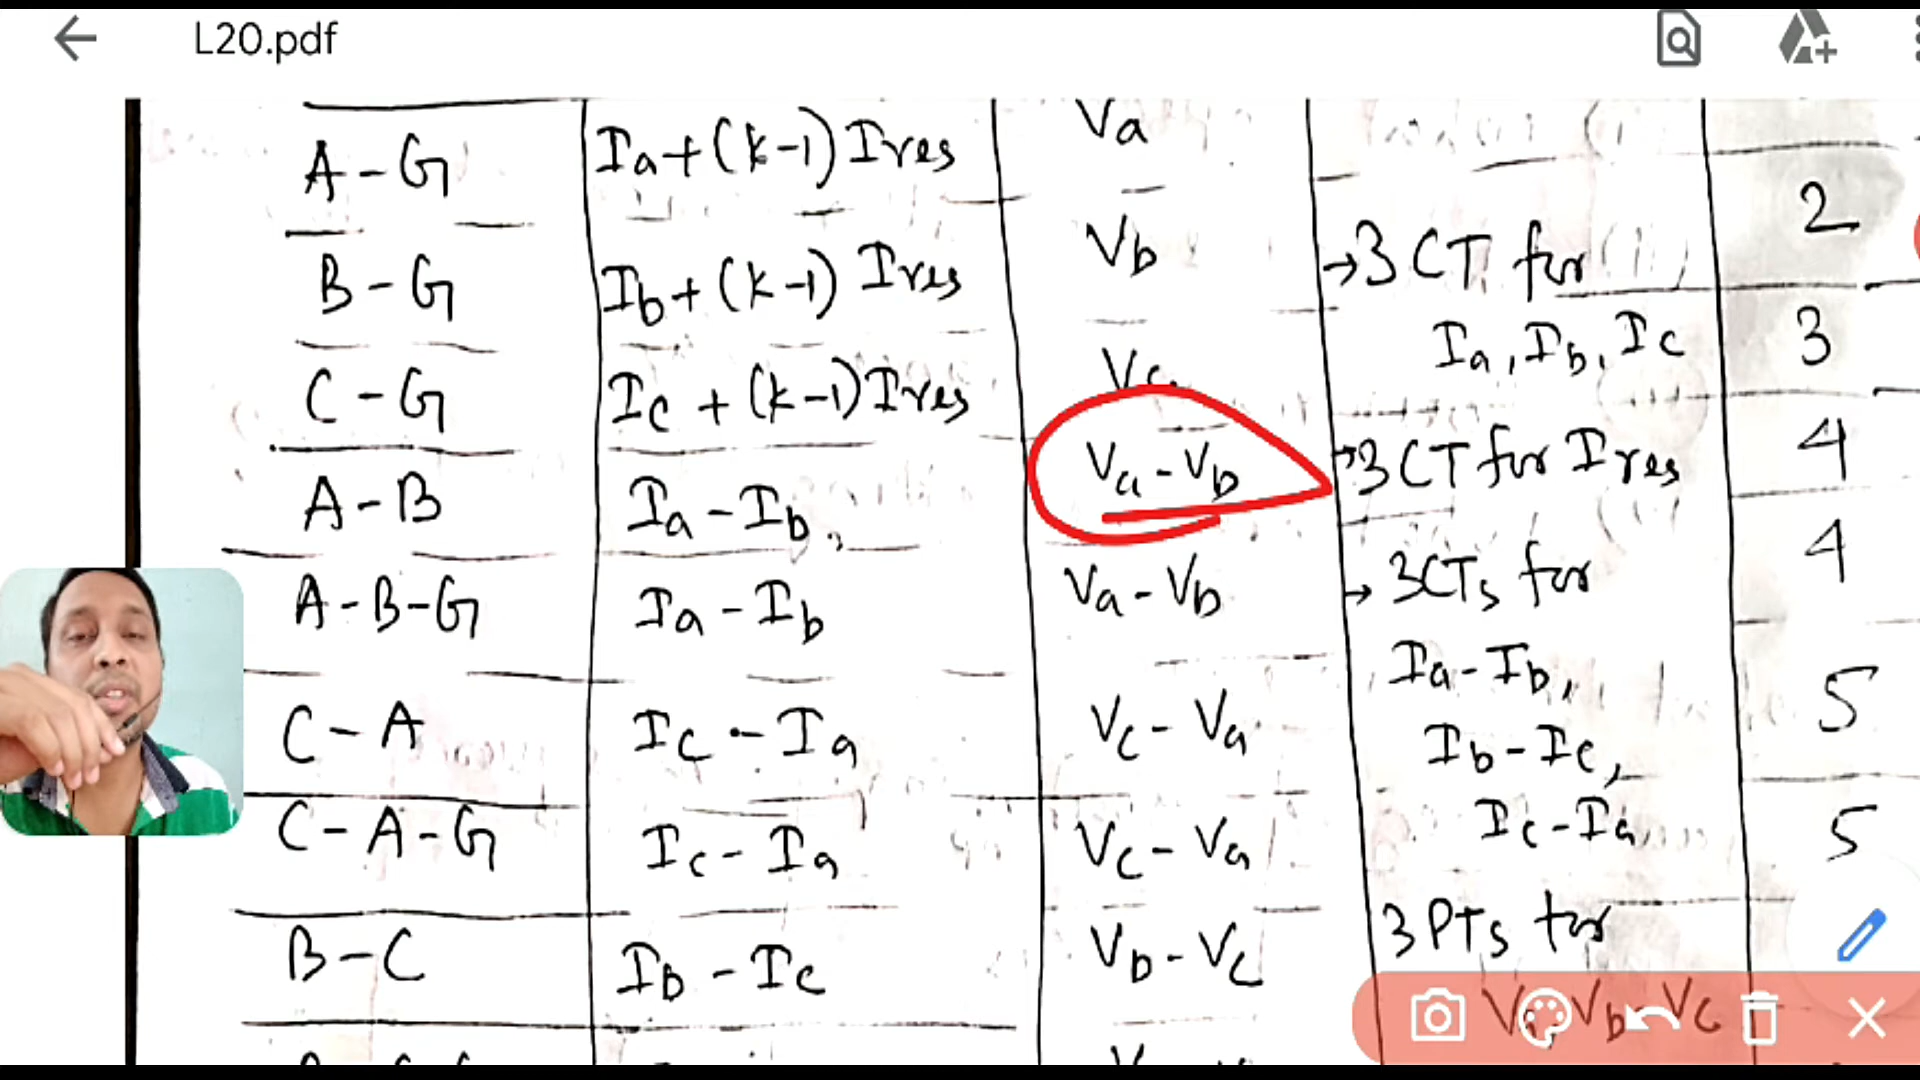 L20.pdf
A-G Ia+(k-1) Ires Va
B-G Ib+(k-1) Ires Vb →3 CT for 2
Ia, Ib, Ic 3
C-G Ic+(k-1) Ires Vc
A-B Ia-Ib, Va-Vb →3 CT for Ires 4
A-B-G Ia-Ib Va-Vb → 3CTs for 4
Ia-Ib,
C-A Ic-Ia Vc-Va Ib-Ic, 5
C-A-G Ic-Ia Vc-Va Ic-Ia 5
B-C Ib-Ic Vb-Vc 3 PTs for
Va Vb Vc